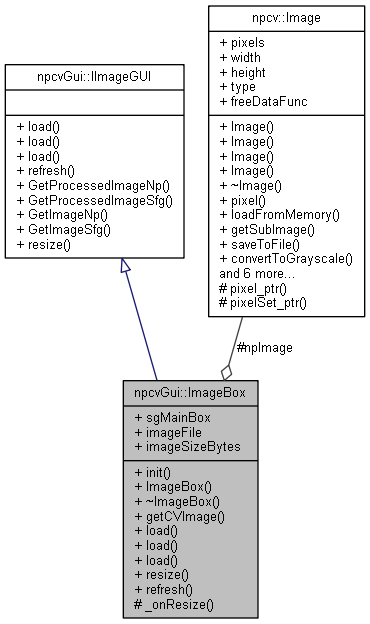 npcv::Image
+ pixels
+ width
+ height
+ type
+ freeDataFunc
+ Image()
+ Image()
+ Image()
+ Image()
+ ~Image()
+ pixel()
+ loadFromMemory()
+ getSubImage()
+ saveToFile()
+ convertToGrayscale()
and 6 more...
# pixel_ptr()
# pixelSet_ptr()
npcvGui::IImageGUI
+ load()
+ load()
+ load()
+ refresh()
+ GetProcessedImageNp()
+ GetProcessedImageSfg()
+ GetImageNp()
+ GetImageSfg()
+ resize()
#npImage
npcvGui::ImageBox
+ sgMainBox
+ imageFile
+ imageSizeBytes
+ init()
+ ImageBox()
+ ~ImageBox()
+ getCVImage()
+ load()
+ load()
+ load()
+ resize()
+ refresh()
# _onResize()